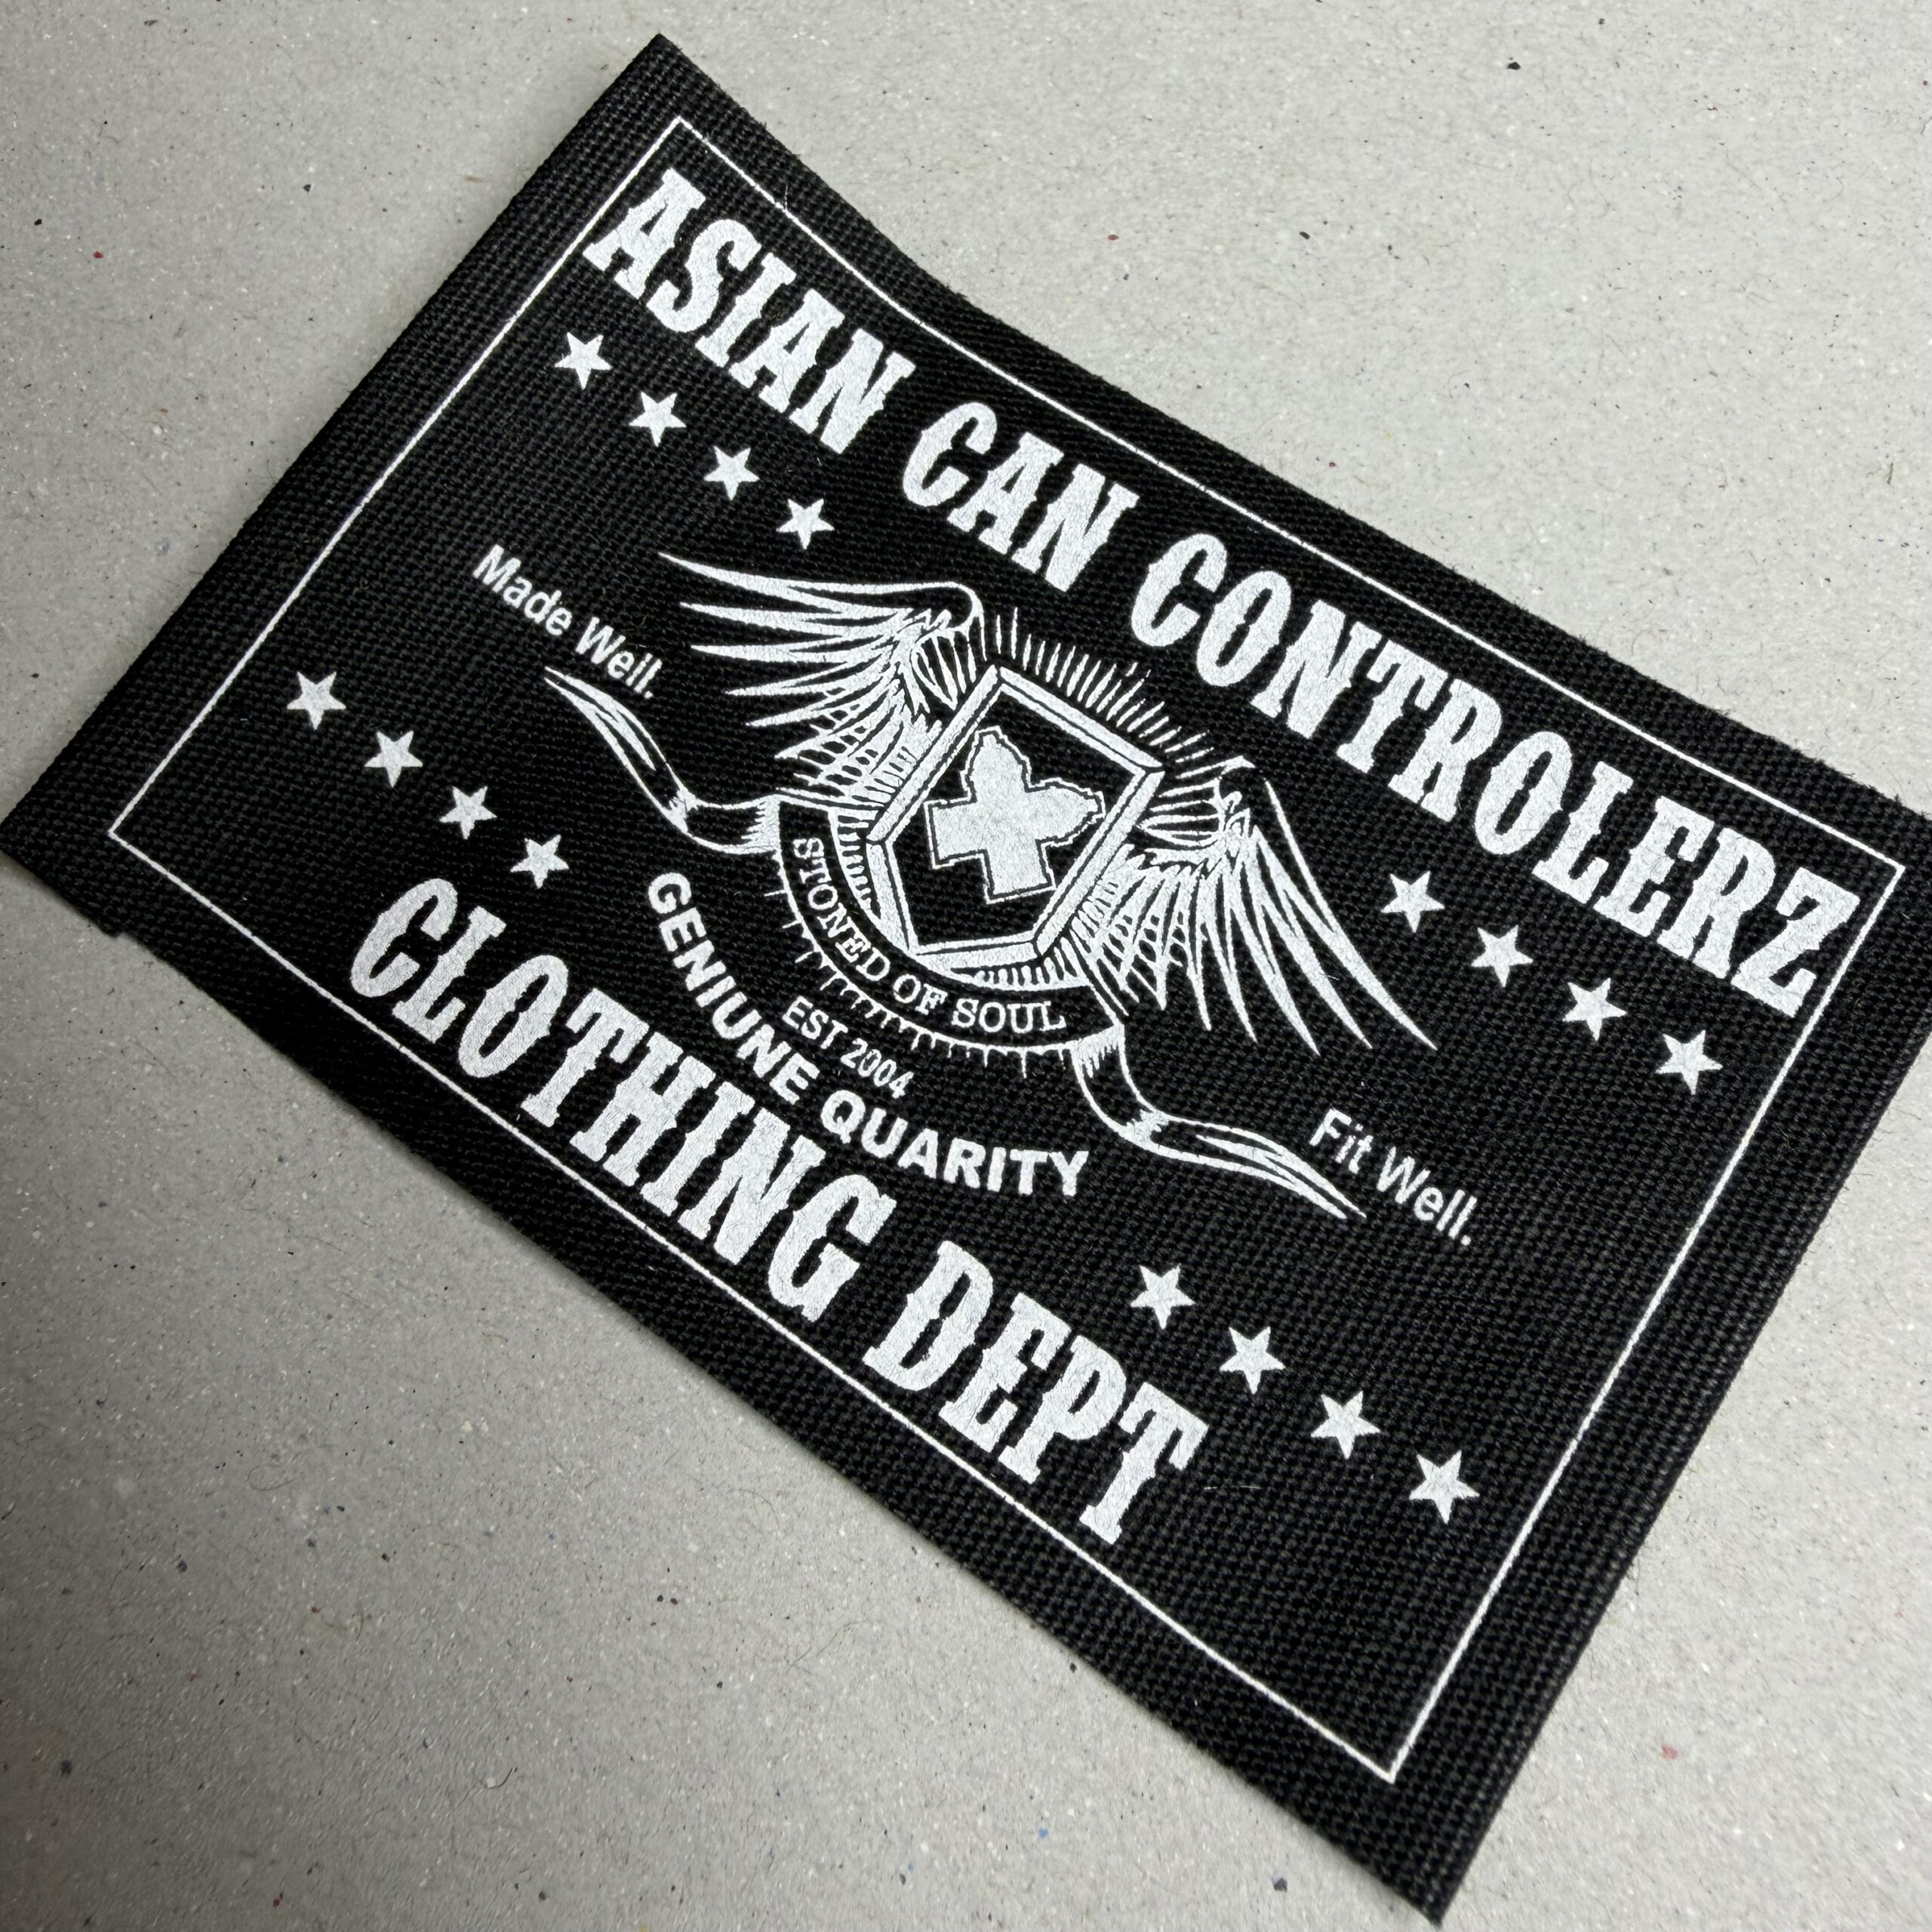 ASIAN CAN CONTROLERZ
Made Well.
Fit Well.
STONED OF SOUL
EST 2004
GENIUNE QUARITY
CLOTHING DEPT